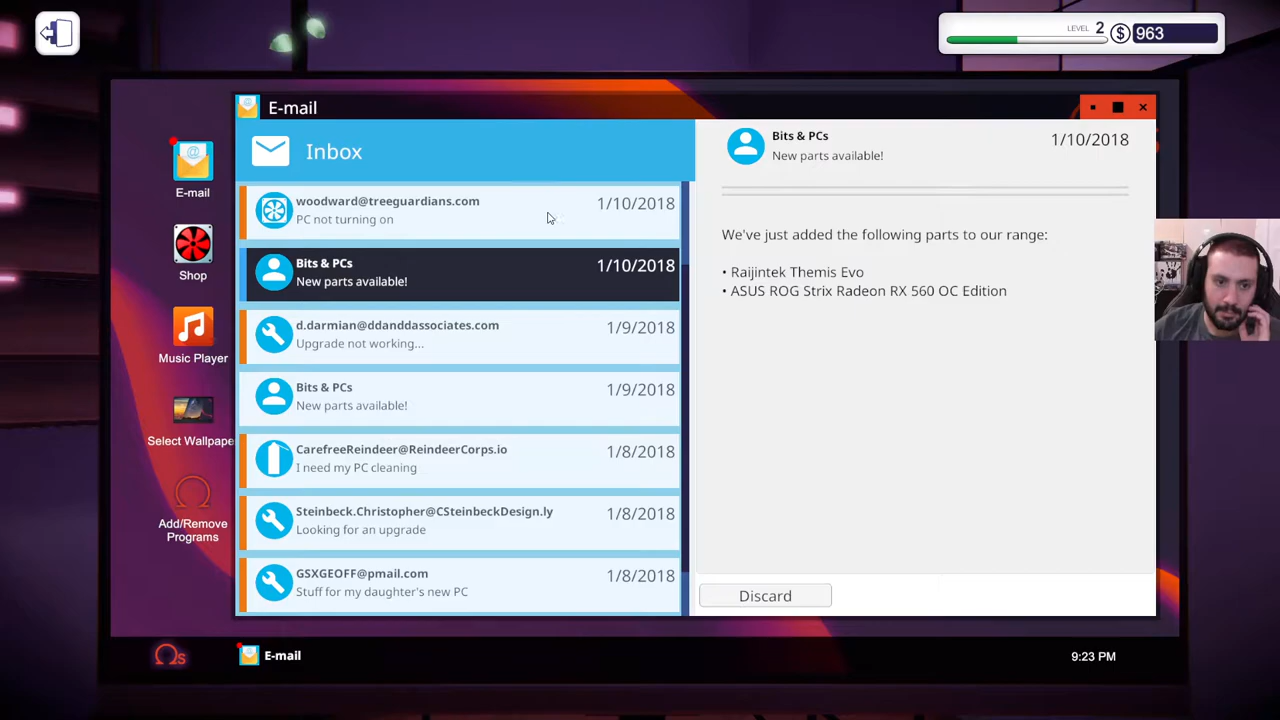 LEVEL 2
$ 963
E-mail
Inbox
woodward@treeguardians.com
1/10/2018
PC not turning on
Bits & PCs
1/10/2018
New parts available!
d.darmian@ddanddassociates.com
1/9/2018
Upgrade not working...
Bits & PCs
1/9/2018
New parts available!
CarefreeReindeer@ReindeerCorps.io
1/8/2018
I need my PC cleaning
Steinbeck.Christopher@CSteinbeckDesign.ly
1/8/2018
Looking for an upgrade
GSXGEOFF@pmail.com
1/8/2018
Stuff for my daughter's new PC
Bits & PCs
1/10/2018
New parts available!
We've just added the following parts to our range:
• Raijintek Themis Evo
• ASUS ROG Strix Radeon RX 560 OC Edition
Discard
E-mail
Shop
Music Player
Select Wallpape
Add/Remove
Programs
Ωs
E-mail
9:23 PM